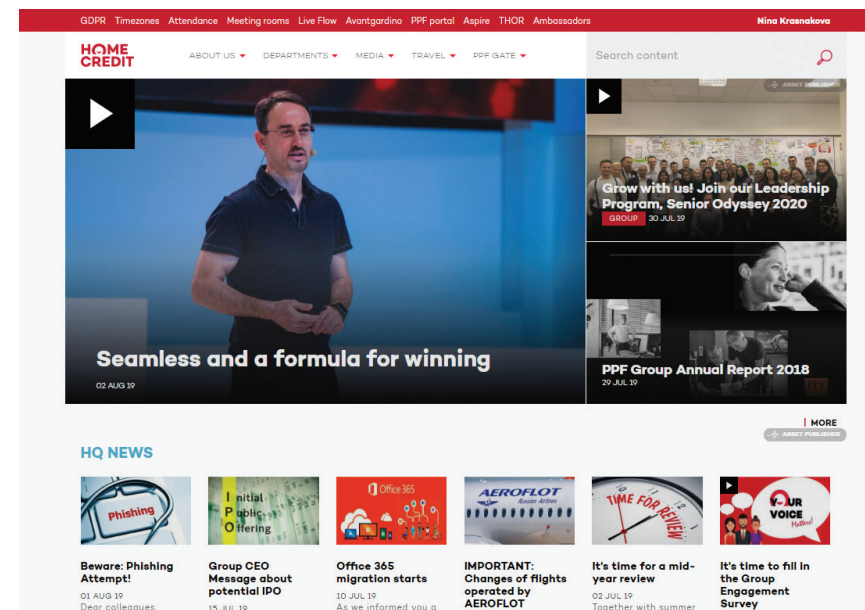 GDPR Timezones Attendance Meeting rooms Live Flow Avantgardino PPF portal Aspire THOR Ambassadors
Nina Krasnakova
HOME
CREDIT
ABOUT US DEPARTMENTS MEDIA TRAVEL PPF GATE
Search content
ASSET PUBLISHER
Grow with us! Join our Leadership
Program, Senior Odyssey 2020
GROUP 30 JUL 19
Seamless and a formula for winning
02 AUG 19
PPF Group Annual Report 2018
29 JUL 19
PPF
MORE
ASSET PUBLISHER
HQ NEWS
Phishing
Initial
Public
Offering
Office 365
AEROFLOT
Russian Airlines
TIME FOR REVIEW
YOUR
VOICE
Matters!
Beware: Phishing
Attempt!
01 AUG 19
Dear colleagues,
Group CEO
Message about
potential IPO
15 JUL 19
Office 365
migration starts
10 JUL 19
As we informed you a
IMPORTANT:
Changes of flights
operated by
AEROFLOT
It's time for a mid-
year review
02 JUL 19
Together with summer
It's time to fill in
the Group
Engagement
Survey